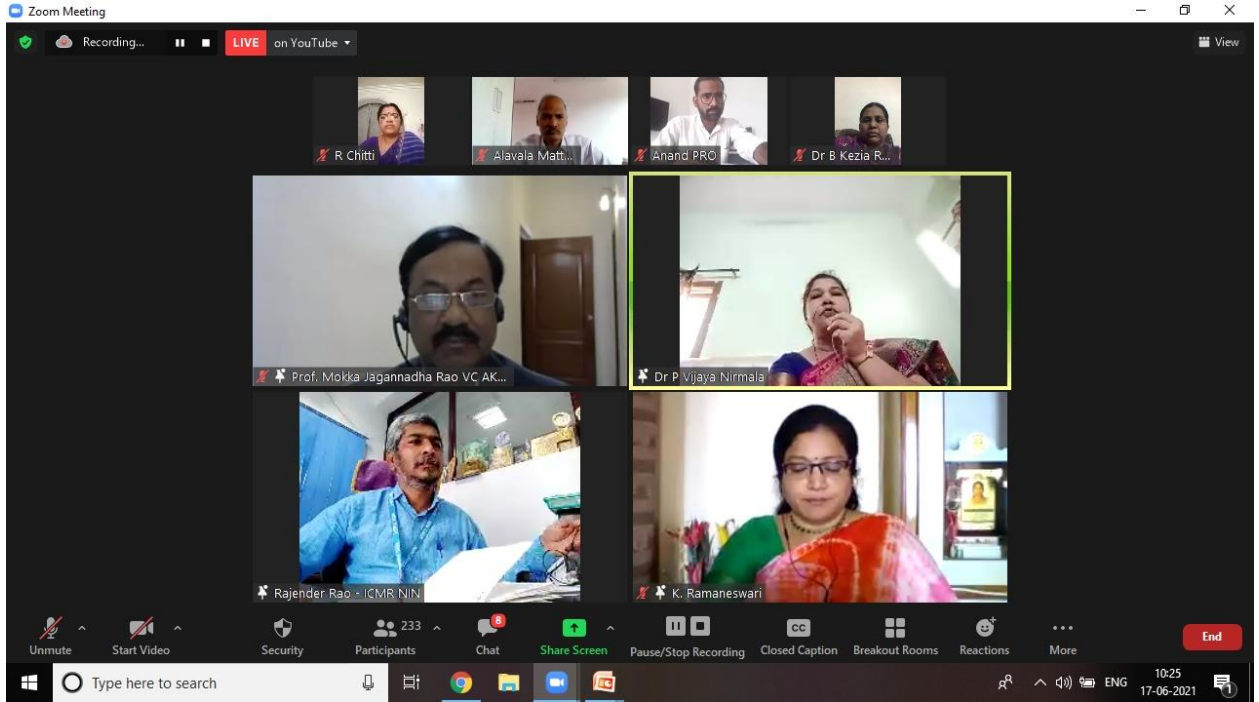 Zoom Meeting
Recording... LIVE on YouTube View
R Chitti Alavala Matt... Anand PRO Dr B Kezia R...
Prof. Mokka Jagannadha Rao VC AK... Dr P Vijaya Nirmala
Rajender Rao - ICMR NIN K. Ramaneswari
233 8 CC
Unmute Start Video Security Participants Chat Share Screen Pause/Stop Recording Closed Caption Breakout Rooms Reactions More End
Type here to search ENG 10:25
17-06-2021 1